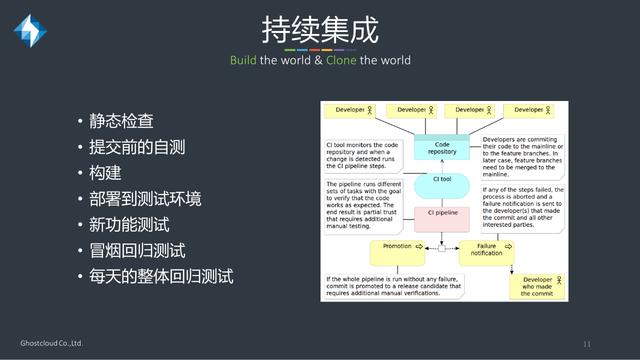 持续集成
Build the world & Clone the world
• 静态检查
• 提交前的自测
• 构建
• 部署到测试环境
• 新功能测试
• 冒烟回归测试
• 每天的整体回归测试
Developer
Developer
Developer
Developer
CI tool monitors the code
repository and when a
change is detected runs
the CI pipeline steps.
Code
repository
Developers are commiting
their code to the mainline or
to the feature branches. In
later case, feature branches
need to be merged to the
mainline.
The pipeline runs different
sets of tasks with the goal
to verify that the code
works as expected. The
end result is partial trust
that requires additional
manual testing.
CI tool
CI pipeline
If any of the steps failed, the
process is aborted and a
failure notification is sent to
the developer(s) that made
the commit and all other
interested parties.
Promotion
Failure
notification
If the whole pipeline is run without any failure,
commit is promoted to a release candidate that
requires additional manual verifications.
Developer
who made
the commit
Ghostcloud Co.,Ltd.
11